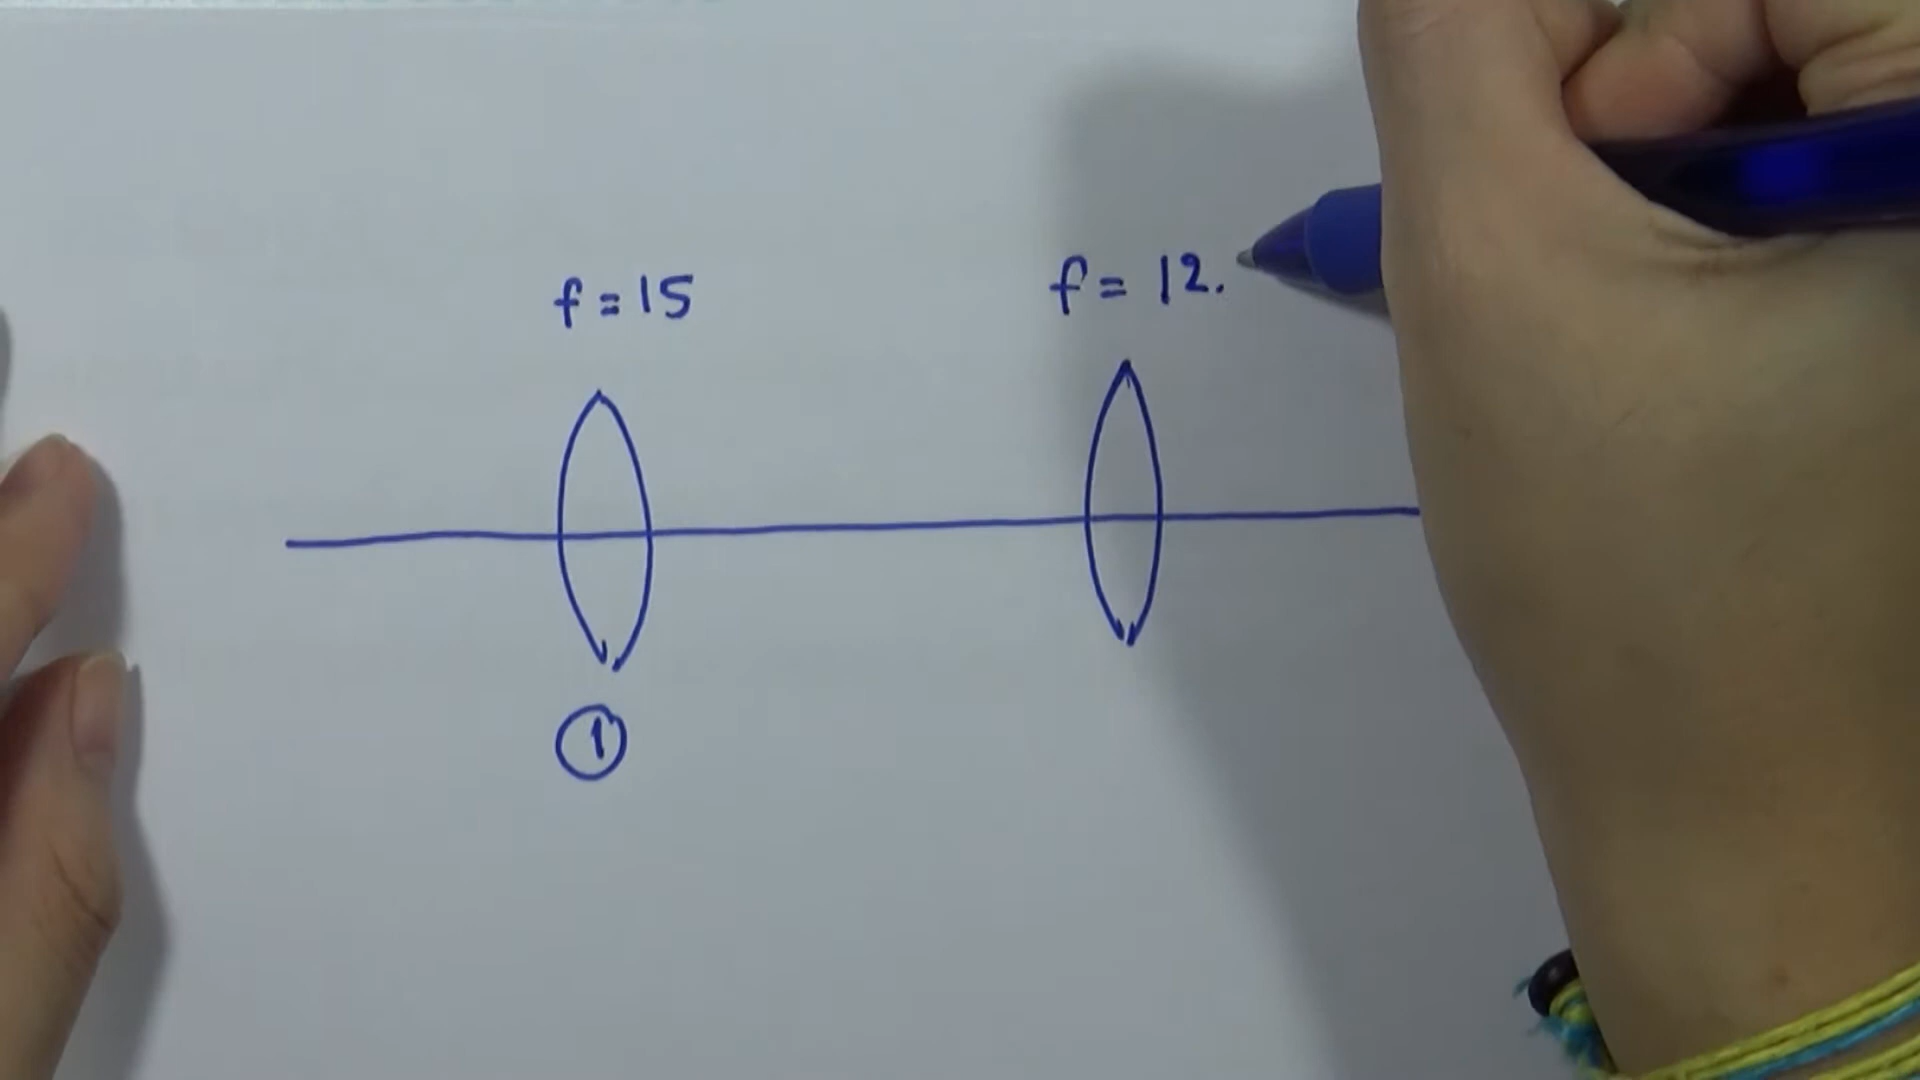 f = 15
f = 12.
1